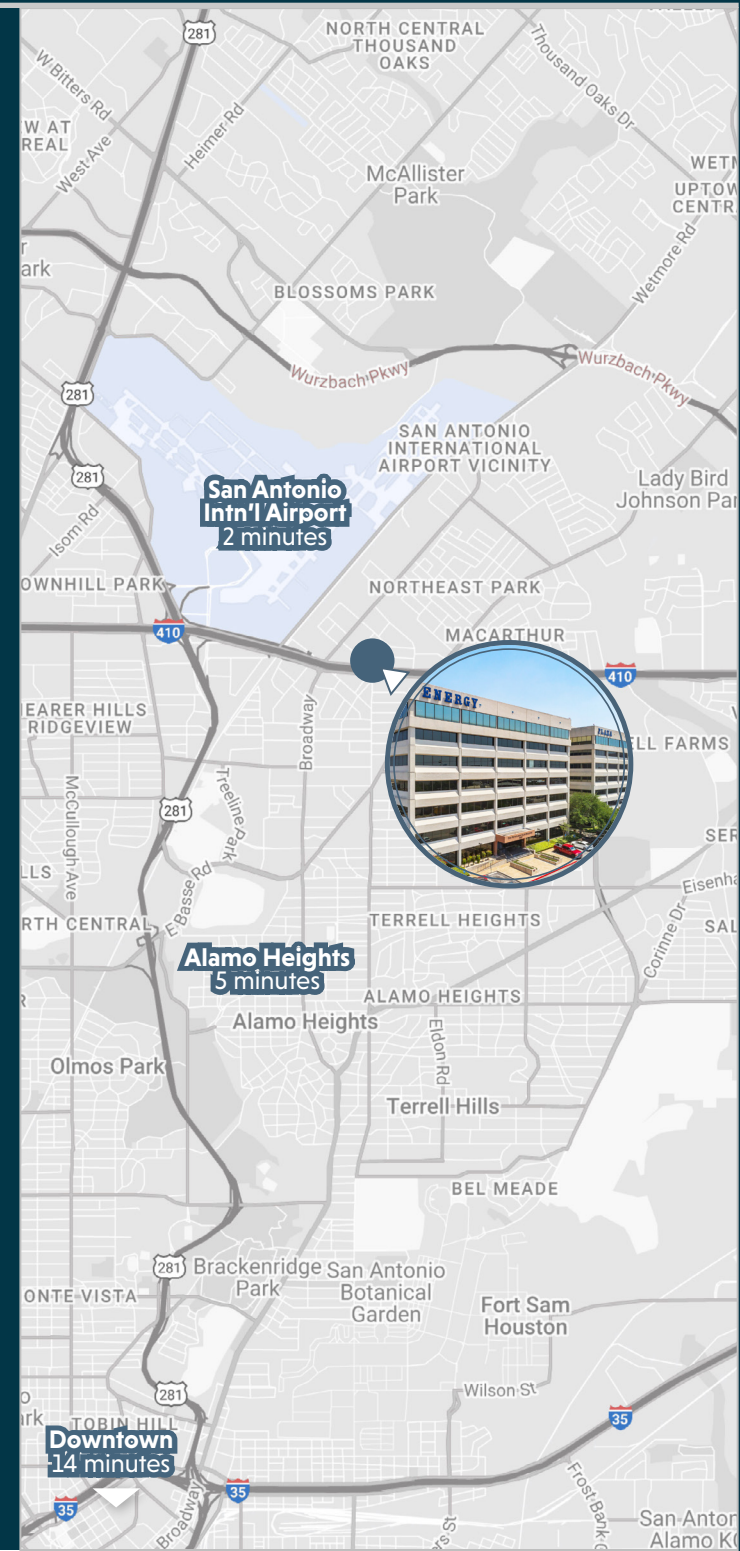 281
NORTH CENTRAL
THOUSAND
OAKS
Thousand Oaks Dr
W Bitters Rd
W AT
REAL
West Ave
Heimer Rd
McAllister
Park
WETM
UPTOW
CENTR
Wetmore Rd
ark
BLOSSOMS PARK
Wurzbach Pkwy
Wurzbach Pkwy
281
SAN ANTONIO
INTERNATIONAL
AIRPORT VICINITY
281
San Antonio
Intn'l Airport
2 minutes
Lady Bird
Johnson Par
Isom Rd
OWNHILL PARK
NORTHEAST PARK
410
MACARTHUR
410
ENERGY
PLAZA
EARER HILLS
RIDGEVIEW
Broadway
ELL FARMS
McCullough Ave
Treeline Park
281
SER
LLS
E Basse Rd
Eisenha
RTH CENTRAL
TERRELL HEIGHTS
Corinne Dr
SAL
Alamo Heights
5 minutes
ALAMO HEIGHTS
Alamo Heights
Eldon Rd
Olmos Park
Terrell Hills
BEL MEADE
281
Brackenridge
Park
San Antonio
Botanical
Garden
ONTE VISTA
Fort Sam
Houston
281
Wilson St
ark
TOBIN HILL
35
Downtown
14 minutes
35
35
Broadway
rs St
Frost Bank C
San Anton
Alamo KO